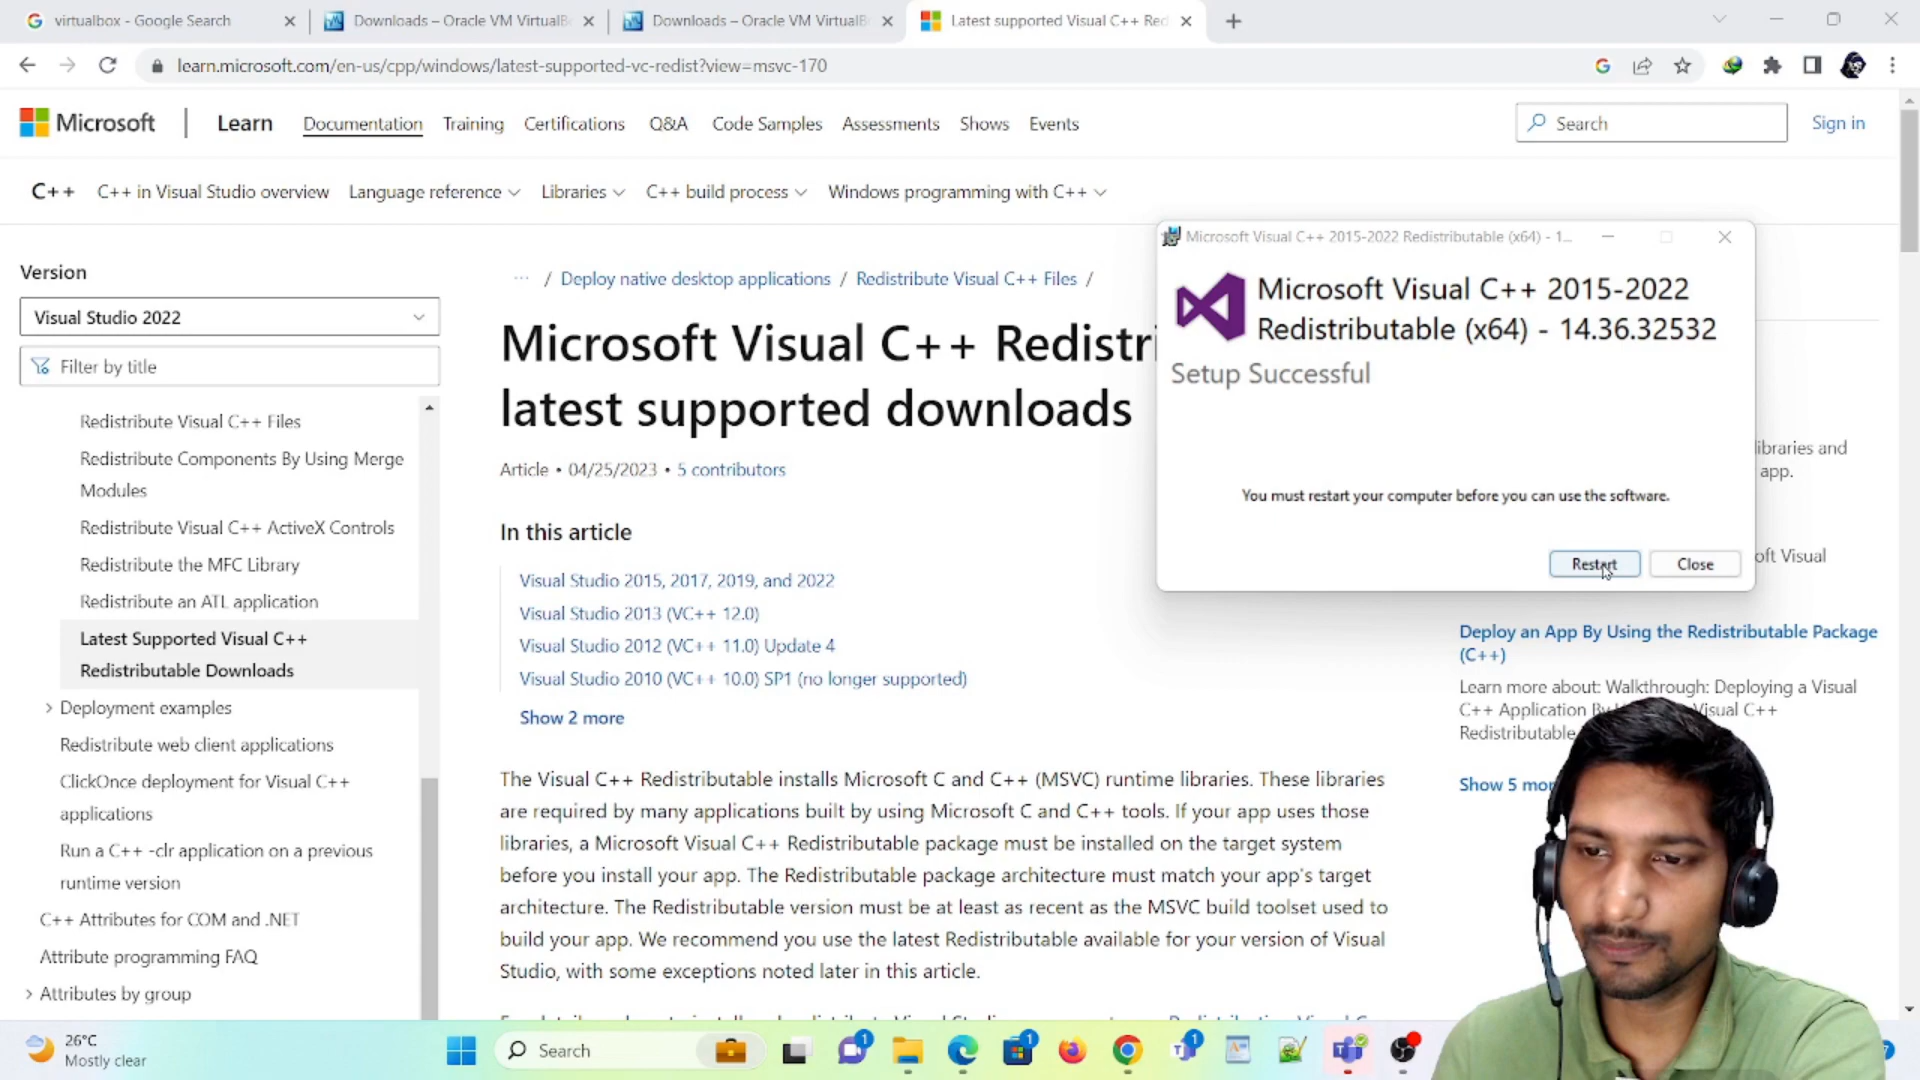 virtualbox - Google Search
Downloads – Oracle VM VirtualB
Downloads – Oracle VM VirtualB
Latest supported Visual C++ Red
learn.microsoft.com/en-us/cpp/windows/latest-supported-vc-redist?view=msvc-170
Microsoft
Learn
Documentation
Training
Certifications
Q&A
Code Samples
Assessments
Shows
Events
Search
Sign in
C++
C++ in Visual Studio overview
Language reference
Libraries
C++ build process
Windows programming with C++
Version
Visual Studio 2022
Filter by title
Redistribute Visual C++ Files
Redistribute Components By Using Merge
Modules
Redistribute Visual C++ ActiveX Controls
Redistribute the MFC Library
Redistribute an ATL application
Latest Supported Visual C++
Redistributable Downloads
Deployment examples
Redistribute web client applications
ClickOnce deployment for Visual C++
applications
Run a C++ -clr application on a previous
runtime version
C++ Attributes for COM and .NET
Attribute programming FAQ
Attributes by group
... / Deploy native desktop applications / Redistribute Visual C++ Files /
Microsoft Visual C++ Redistri
latest supported downloads
Article • 04/25/2023 • 5 contributors
In this article
Visual Studio 2015, 2017, 2019, and 2022
Visual Studio 2013 (VC++ 12.0)
Visual Studio 2012 (VC++ 11.0) Update 4
Visual Studio 2010 (VC++ 10.0) SP1 (no longer supported)
Show 2 more
The Visual C++ Redistributable installs Microsoft C and C++ (MSVC) runtime libraries. These libraries
are required by many applications built by using Microsoft C and C++ tools. If your app uses those
libraries, a Microsoft Visual C++ Redistributable package must be installed on the target system
before you install your app. The Redistributable package architecture must match your app's target
architecture. The Redistributable version must be at least as recent as the MSVC build toolset used to
build your app. We recommend you use the latest Redistributable available for your version of Visual
Studio, with some exceptions noted later in this article.
Microsoft Visual C++ 2015-2022 Redistributable (x64) - 1...
Microsoft Visual C++ 2015-2022
Redistributable (x64) - 14.36.32532
Setup Successful
You must restart your computer before you can use the software.
Restart
Close
ibraries and
app.
oft Visual
Deploy an App By Using the Redistributable Package
(C++)
Learn more about: Walkthrough: Deploying a Visual
C++ Application By Visual C++
Redistributable
Show 5 mor
26°C
Mostly clear
Search
1
1
1